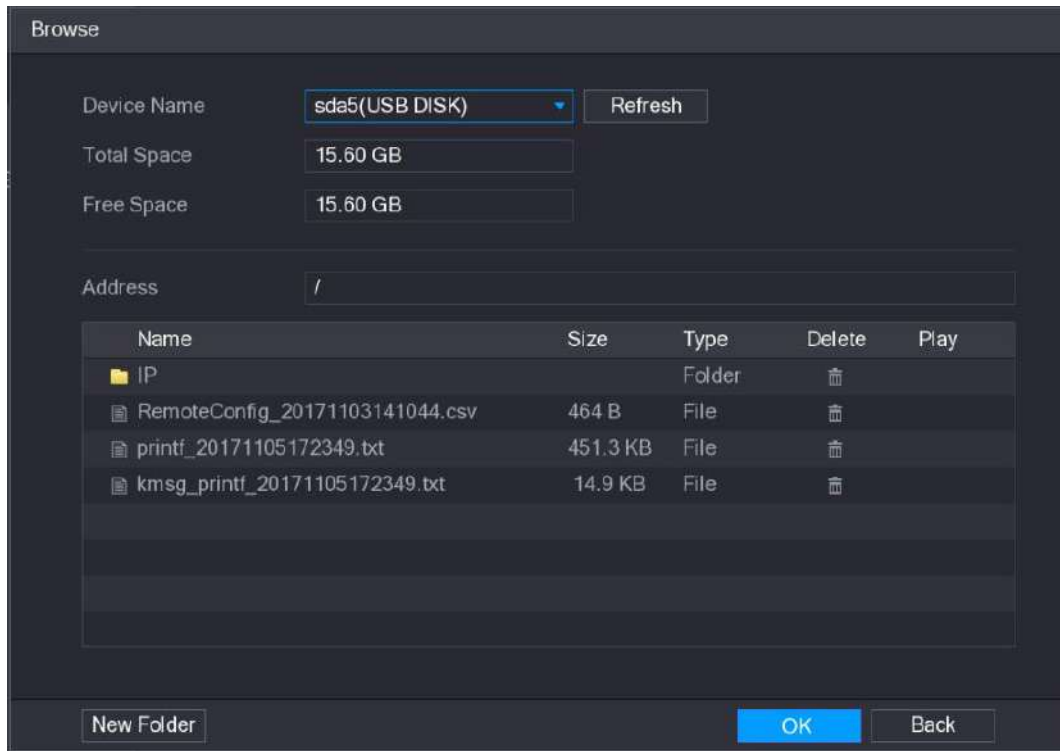 Browse
Device Name sda5(USB DISK) Refresh
Total Space 15.60 GB
Free Space 15.60 GB
Address /
Name Size Type Delete Play
IP Folder
RemoteConfig_20171103141044.csv 464 B File
printf_20171105172349.txt 451.3 KB File
kmsg_printf_20171105172349.txt 14.9 KB File
New Folder OK Back